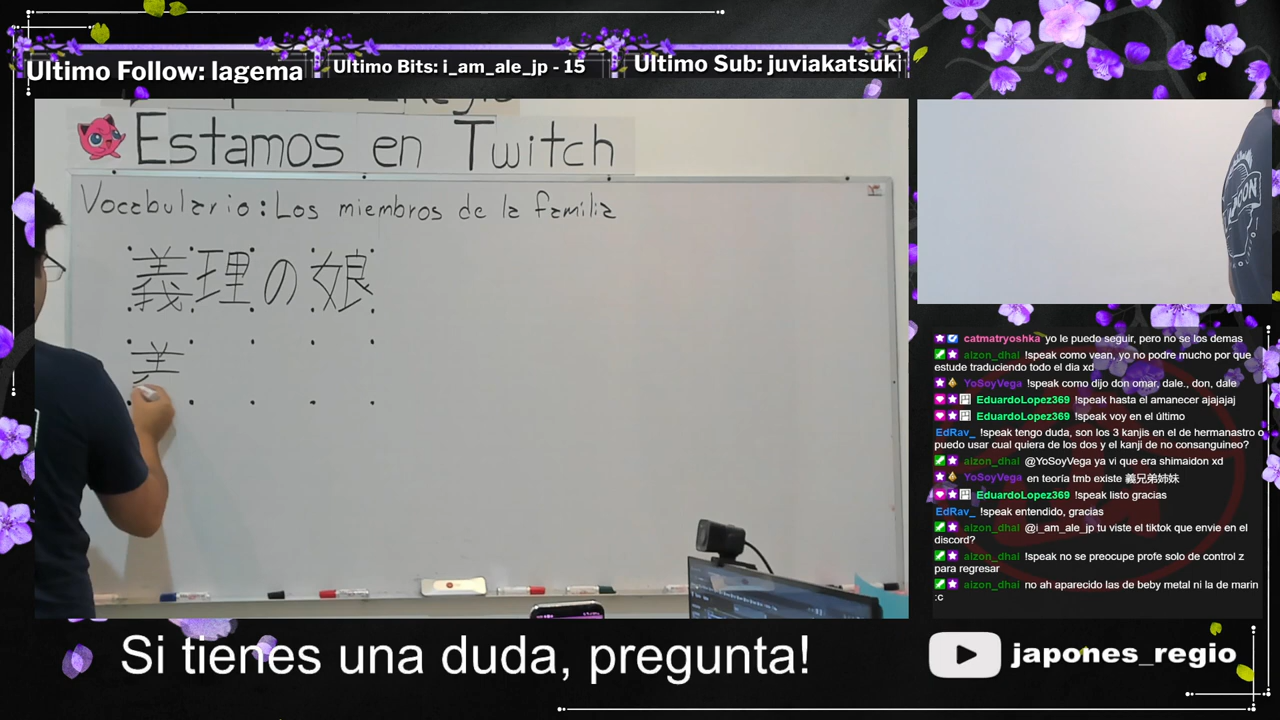 Ultimo Follow: lagema
Ultimo Bits: i_am_ale_jp - 15
Ultimo Sub: juviakatsuki
Estamos en Twitch
Vocabulario: Los miembros de la familia
義理の娘
catmatryoshka yo le puedo seguir, pero no se los demas
aizon_dhal !speak como vean, yo no podre mucho por que
estude traduciendo todo el dia xd
YoSoyVega !speak como dijo don omar, dale., don, dale
EduardoLopez369 !speak hasta el amanecer ajajajaj
EduardoLopez369 !speak voy en el último
EdRav_ !speak tengo duda, son los 3 kanjis en el de hermanastro o
puedo usar cual quiera de los dos y el kanji de no consanguineo?
aizon_dhal @YoSoyVega ya vi que era shimaidon xd
YoSoyVega en teoría tmb existe 義兄弟姉妹
EduardoLopez369 !speak listo gracias
EdRav_ !speak entendido, gracias
aizon_dhal @i_am_ale_jp tu viste el tiktok que envie en el
discord?
aizon_dhal !speak no se preocupe profe solo de control z
para regresar
aizon_dhal no ah aparecido las de beby metal ni la de marin
:c
Si tienes una duda, pregunta!
japones_regio